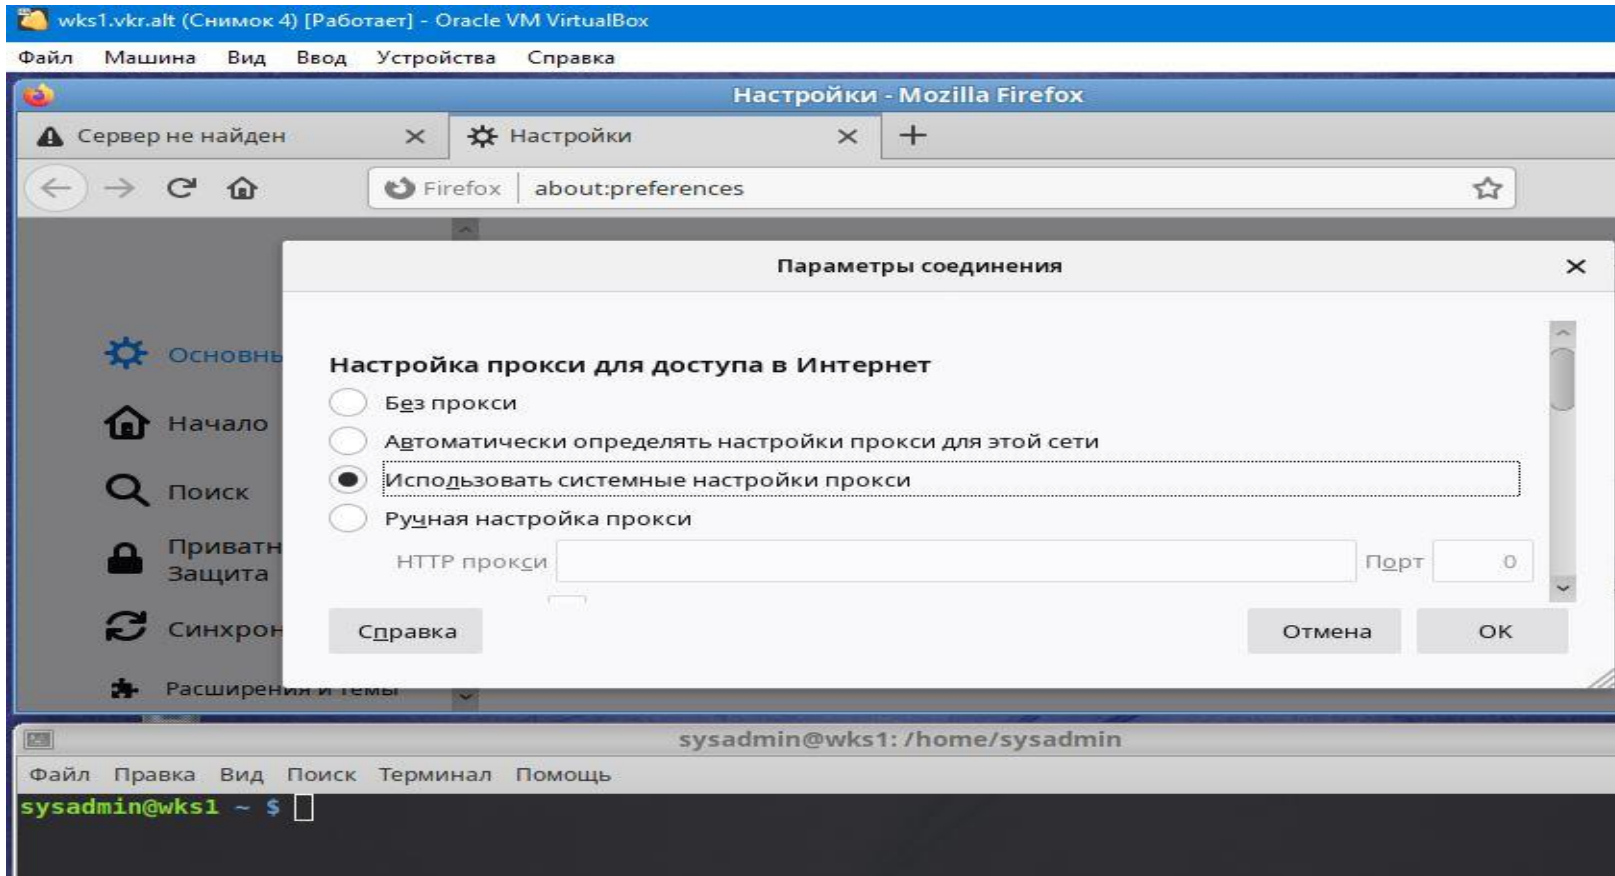 wks1.vkr.alt (Снимок 4) [Работает] - Oracle VM VirtualBox
Файл Машина Вид Ввод Устройства Справка
Настройки - Mozilla Firefox
Сервер не найден Настройки
Firefox about:preferences
Параметры соединения
Настройка прокси для доступа в Интернет
Без прокси
Автоматически определять настройки прокси для этой сети
Использовать системные настройки прокси
Ручная настройка прокси
HTTP прокси Порт 0
Справка Отмена OK
Основны
Начало
Поиск
Приватн
Защита
Синхрон
Расширения и темы
sysadmin@wks1: /home/sysadmin
Файл Правка Вид Поиск Терминал Помощь
sysadmin@wks1 ~ $